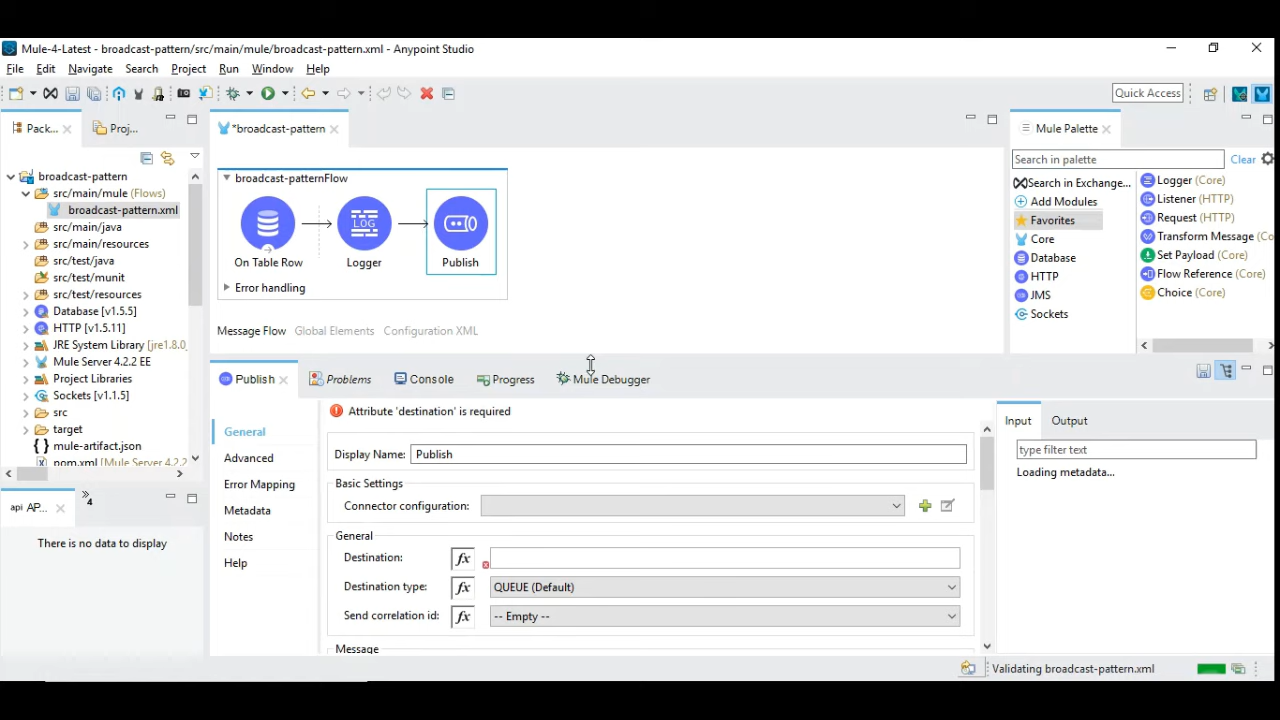 Mule-4-Latest - broadcast-pattern/src/main/mule/broadcast-pattern.xml - Anypoint Studio
File Edit Navigate Search Project Run Window Help
Quick Access
Pack...
Proj...
*broadcast-pattern
Mule Palette
broadcast-pattern
src/main/mule (Flows)
broadcast-pattern.xml
src/main/java
src/main/resources
src/test/java
src/test/munit
src/test/resources
Database [v1.5.5]
HTTP [v1.5.11]
JRE System Library [jre1.8.0_
Mule Server 4.2.2 EE
Project Libraries
Sockets [v1.1.5]
src
target
mule-artifact.json
pom.xml [Mule Server 4.2.2
broadcast-patternFlow
On Table Row
LOG
Logger
Publish
Error handling
Message Flow Global Elements Configuration XML
Search in palette
Clear
Search in Exchange...
Add Modules
Favorites
Core
Database
HTTP
JMS
Sockets
Logger (Core)
Listener (HTTP)
Request (HTTP)
Transform Message (Co
Set Payload (Core)
Flow Reference (Core)
Choice (Core)
api AP...
4
There is no data to display
Publish
Problems
Console
Progress
Mule Debugger
General
Advanced
Error Mapping
Metadata
Notes
Help
Attribute 'destination' is required
Display Name: Publish
Basic Settings
Connector configuration:
General
Destination: fx
Destination type: fx QUEUE (Default)
Send correlation id: fx -- Empty --
Message
Input Output
type filter text
Loading metadata...
Validating broadcast-pattern.xml